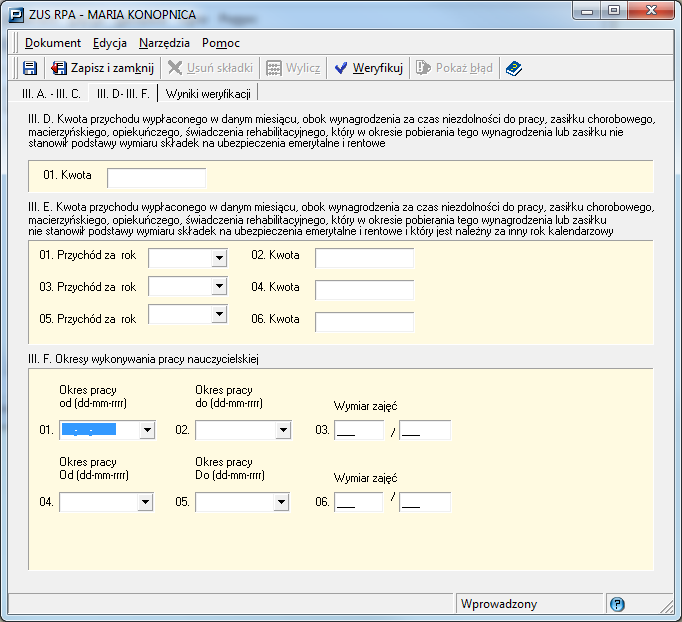 ZUS RPA - MARIA KONOPNICA
Dokument Edycja Narzędzia Pomoc
Zapisz i zamknij Usuń składki Wylicz Weryfikuj Pokaż błąd
III. A. - III. C. III. D- III. F. Wyniki weryfikacji
III. D. Kwota przychodu wypłaconego w danym miesiącu, obok wynagrodzenia za czas niezdolności do pracy, zasiłku chorobowego,
macierzyńskiego, opiekuńczego, świadczenia rehabilitacyjnego, który w okresie pobierania tego wynagrodzenia lub zasiłku nie
stanowił podstawy wymiaru składek na ubezpieczenia emerytalne i rentowe
01. Kwota
III. E. Kwota przychodu wypłaconego w danym miesiącu, obok wynagrodzenia za czas niezdolności do pracy, zasiłku chorobowego,
macierzyńskiego, opiekuńczego, świadczenia rehabilitacyjnego, który w okresie pobierania tego wynagrodzenia lub zasiłku
nie stanowił podstawy wymiaru składek na ubezpieczenia emerytalne i rentowe i który jest należny za inny rok kalendarzowy
01. Przychód za rok 02. Kwota
03. Przychód za rok 04. Kwota
05. Przychód za rok 06. Kwota
III. F. Okresy wykonywania pracy nauczycielskiej
Okres pracy Okres pracy
od (dd-mm-rrrr) do (dd-mm-rrrr) Wymiar zajęć
01. - - 02. 03. ___ / ___
Okres pracy Okres pracy
Od (dd-mm-rrrr) Do (dd-mm-rrrr) Wymiar zajęć
04. 05. 06. ___ / ___
Wprowadzony